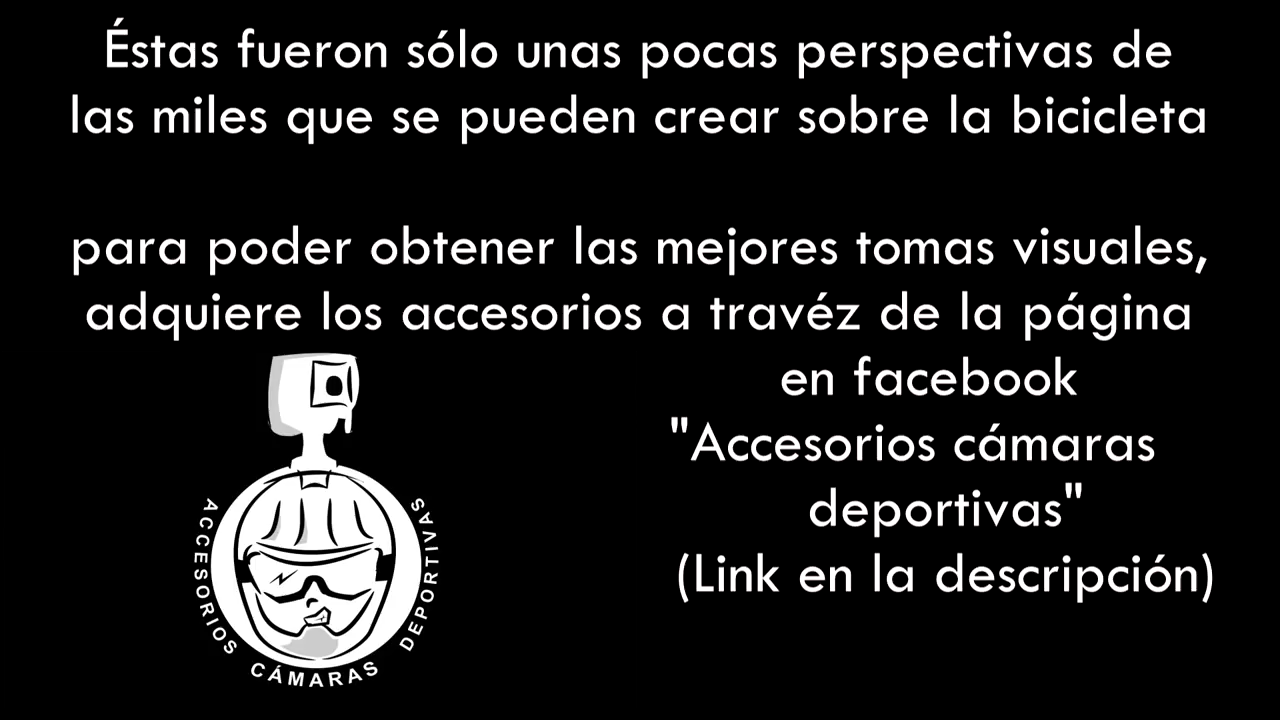 Éstas fueron sólo unas pocas perspectivas de
las miles que se pueden crear sobre la bicicleta
para poder obtener las mejores tomas visuales,
adquiere los accesorios a travéz de la página
en facebook
"Accesorios cámaras
deportivas"
(Link en la descripción)
ACCESORIOS CÁMARAS DEPORTIVAS